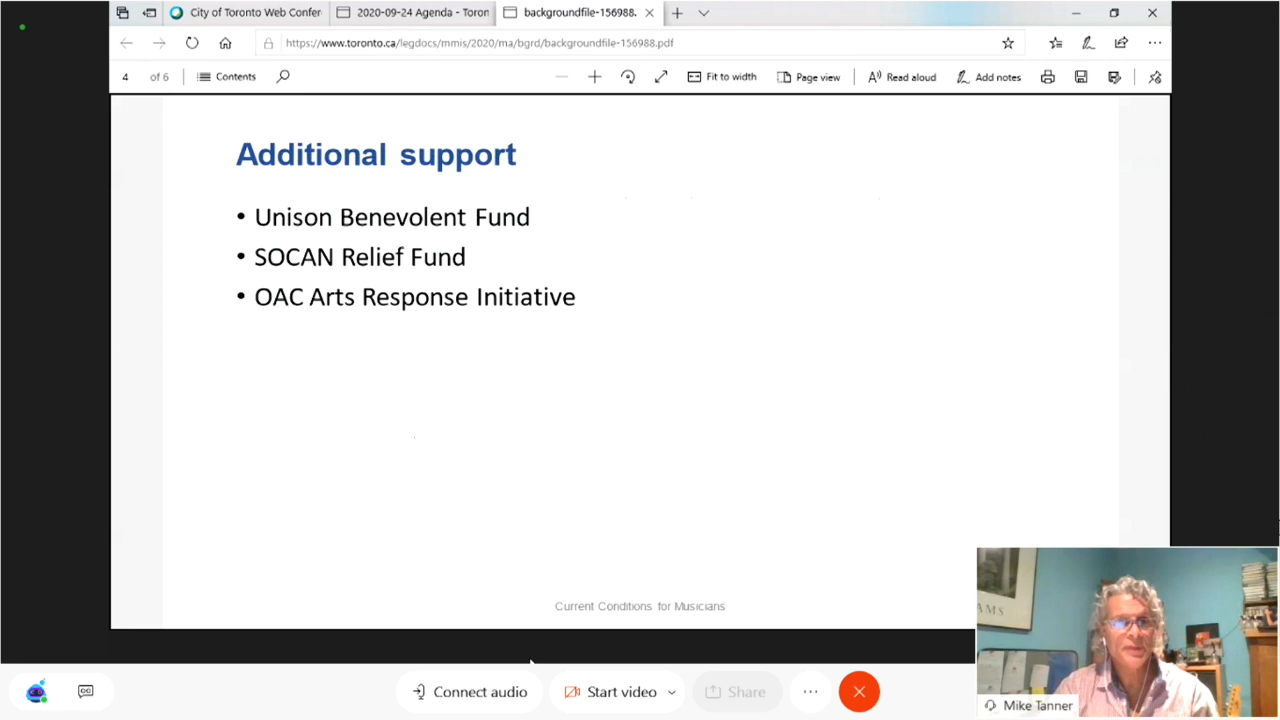 City of Toronto Web Confer
2020-09-24 Agenda - Toron
backgroundfile-156988.
https://www.toronto.ca/legdocs/mmis/2020/ma/bgrd/backgroundfile-156988.pdf
4 of 6 Contents Fit to width Page view Read aloud Add notes
Additional support
• Unison Benevolent Fund
• SOCAN Relief Fund
• OAC Arts Response Initiative
Current Conditions for Musicians
AMS
Mike Tanner
Connect audio Start video Share